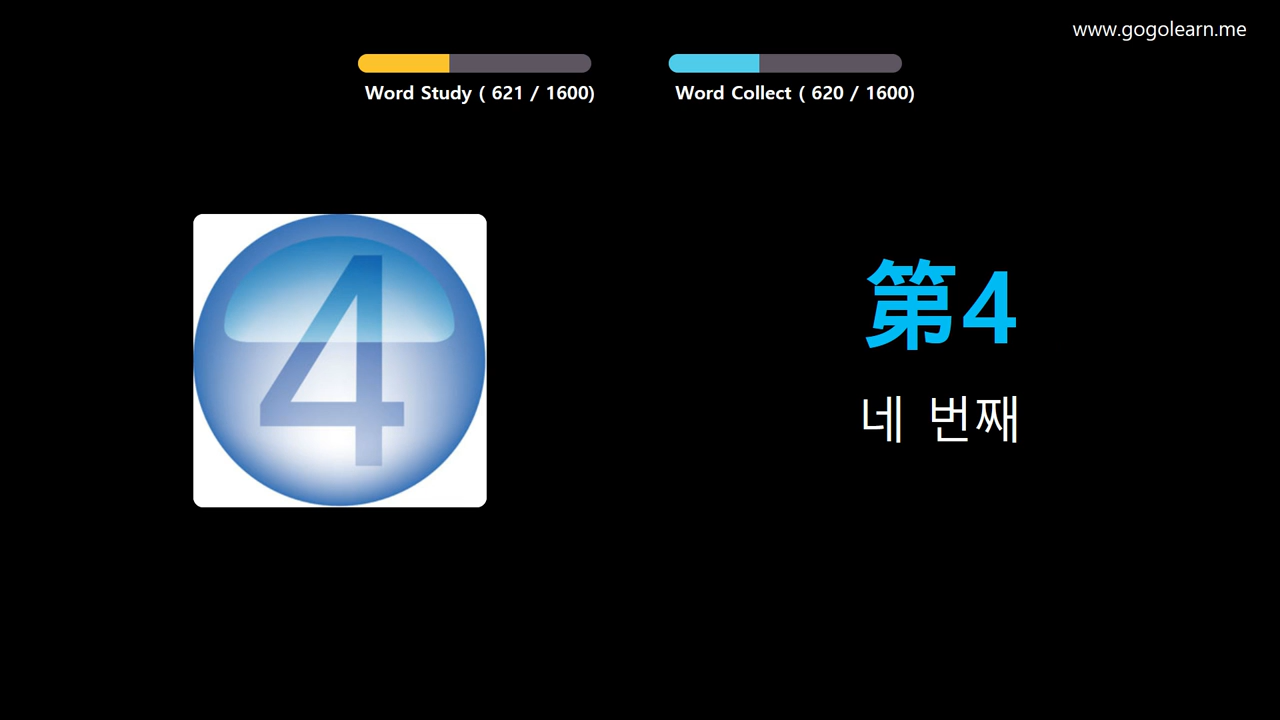 www.gogolearn.me
Word Study ( 621 / 1600)
Word Collect ( 620 / 1600)
4
第4
네 번째